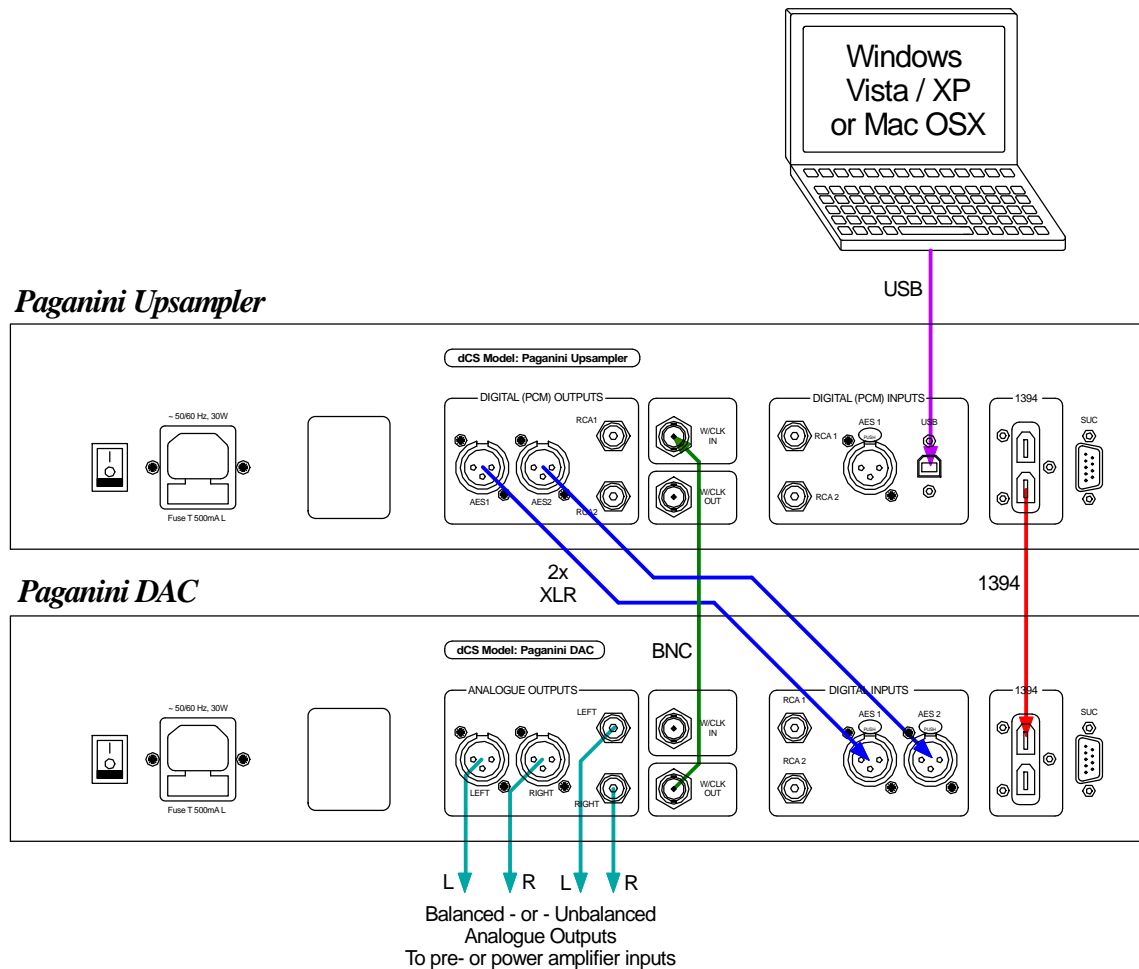 Windows
Vista / XP
or Mac OSX
USB
Paganini Upsampler
dCS Model: Paganini Upsampler
~ 50/60 Hz, 30W
Fuse T 500mA L
DIGITAL (PCM) OUTPUTS
RCA1
AES1
AES2
RCA2
W/CLK
IN
W/CLK
OUT
DIGITAL (PCM) INPUTS
RCA 1
AES 1
PUSH
USB
RCA 2
1394
SUC
2x
XLR
1394
Paganini DAC
BNC
dCS Model: Paganini DAC
~ 50/60 Hz, 30W
Fuse T 500mA L
ANALOGUE OUTPUTS
LEFT
LEFT
RIGHT
RIGHT
W/CLK
IN
W/CLK
OUT
DIGITAL INPUTS
RCA 1
AES 1
PUSH
AES 2
PUSH
RCA 2
1394
SUC
L R L R
Balanced - or - Unbalanced
Analogue Outputs
To pre- or power amplifier inputs